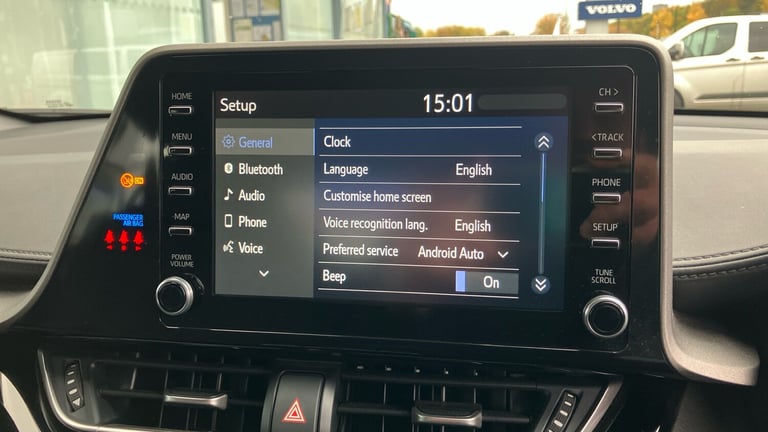 VOLVO
HOME
MENU
AUDIO
MAP
POWER
VOLUME
PASSENGER
AIR BAG
ON
Setup
15:01
General
Bluetooth
Audio
Phone
Voice
Clock
Language English
Customise home screen
Voice recognition lang. English
Preferred service Android Auto
Beep On
CH >
< TRACK
PHONE
SETUP
TUNE
SCROLL